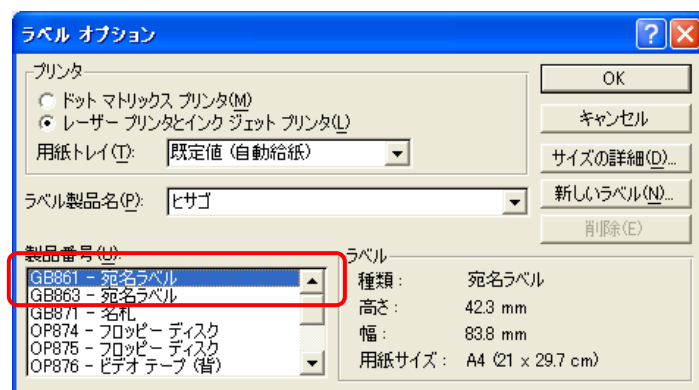 ラベル オプション
プリンタ
ドット マトリックス プリンタ(M)
レーザー プリンタとインク ジェット プリンタ(L)
用紙トレイ(T): 既定値 (自動給紙)
OK
キャンセル
サイズの詳細(D)...
ラベル製品名(P): ヒサゴ
新しいラベル(N)...
削除(E)
製品番号(U):
GB861 - 宛名ラベル
GB863 - 宛名ラベル
GB871 - 名札
OP874 - フロッピー ディスク
OP875 - フロッピー ディスク
OP876 - ビデオ テープ (背)
ラベル
種類: 宛名ラベル
高さ: 42.3 mm
幅: 83.8 mm
用紙サイズ: A4 (21 x 29.7 cm)